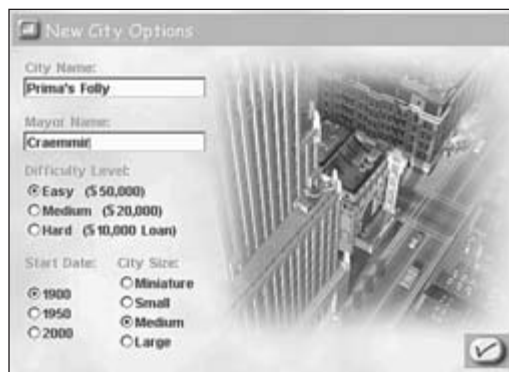 New City Options
City Name:
Prima's Folly
Mayor Name:
Craemmir
Difficulty Level:
Easy ($50,000)
Medium ($20,000)
Hard ($10,000 Loan)
Start Date:
1900
1950
2000
City Size:
Miniature
Small
Medium
Large